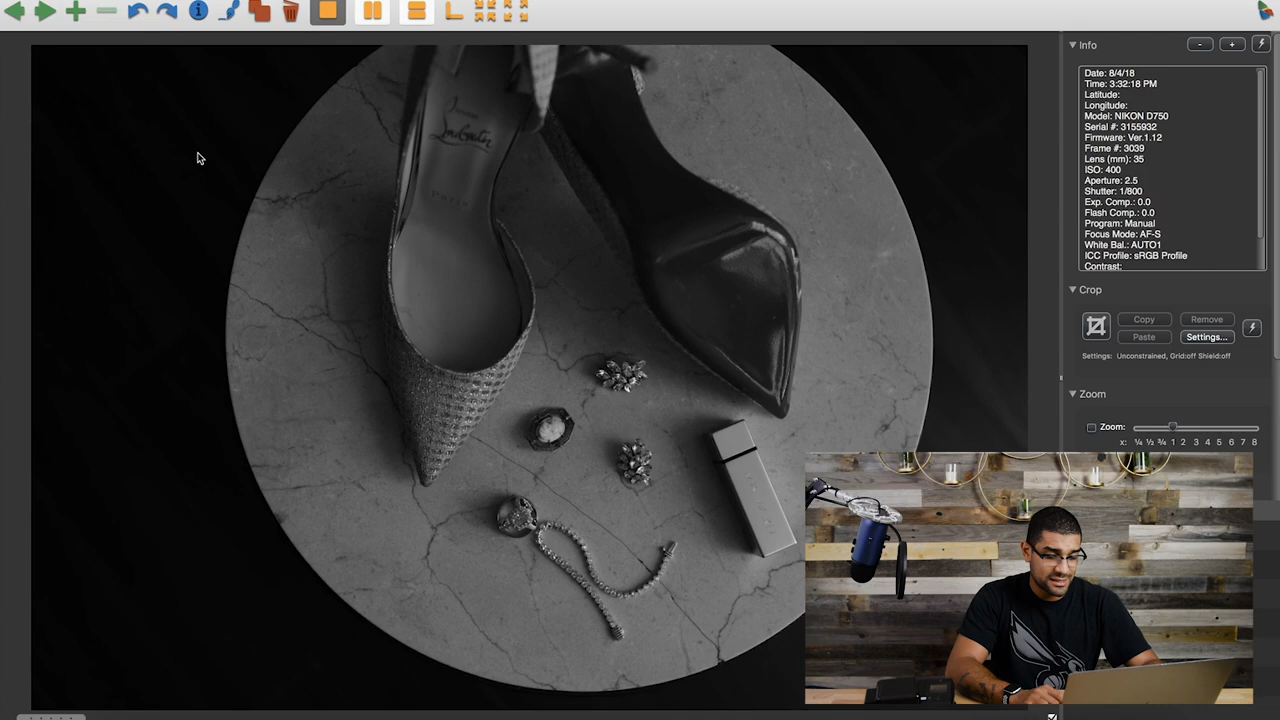 Louboutin
PARIS
Info
-
+
Date: 8/4/18
Time: 3:32:18 PM
Latitude:
Longitude:
Model: NIKON D750
Serial #: 3155932
Firmware: Ver.1.12
Frame #: 3039
Lens (mm): 35
ISO: 400
Aperture: 2.5
Shutter: 1/800
Exp. Comp.: 0.0
Flash Comp.: 0.0
Program: Manual
Focus Mode: AF-S
White Bal.: AUTO1
ICC Profile: sRGB Profile
Contrast:
Crop
Copy
Remove
Paste
Settings...
Settings: Unconstrained, Grid:off Shield:off
Zoom
Zoom:
x: ¼ ½ ¾ 1 2 3 4 5 6 7 8